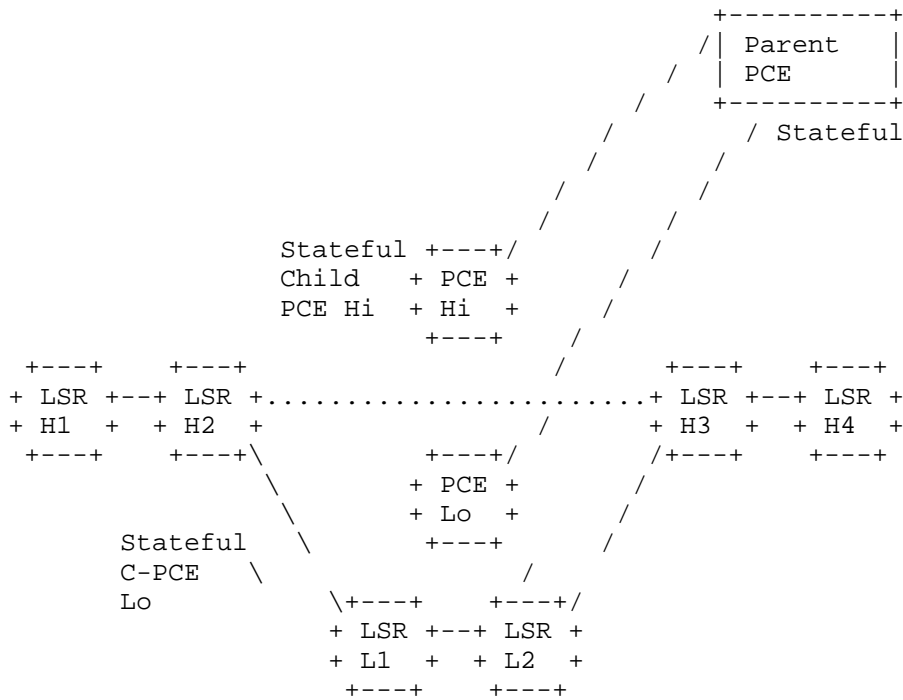 Parent
PCE
Stateful
Stateful
Child PCE
PCE Hi Hi
LSR LSR LSR LSR
H1 H2 H3 H4
PCE
Lo
Stateful
C-PCE
Lo
LSR LSR
L1 L2